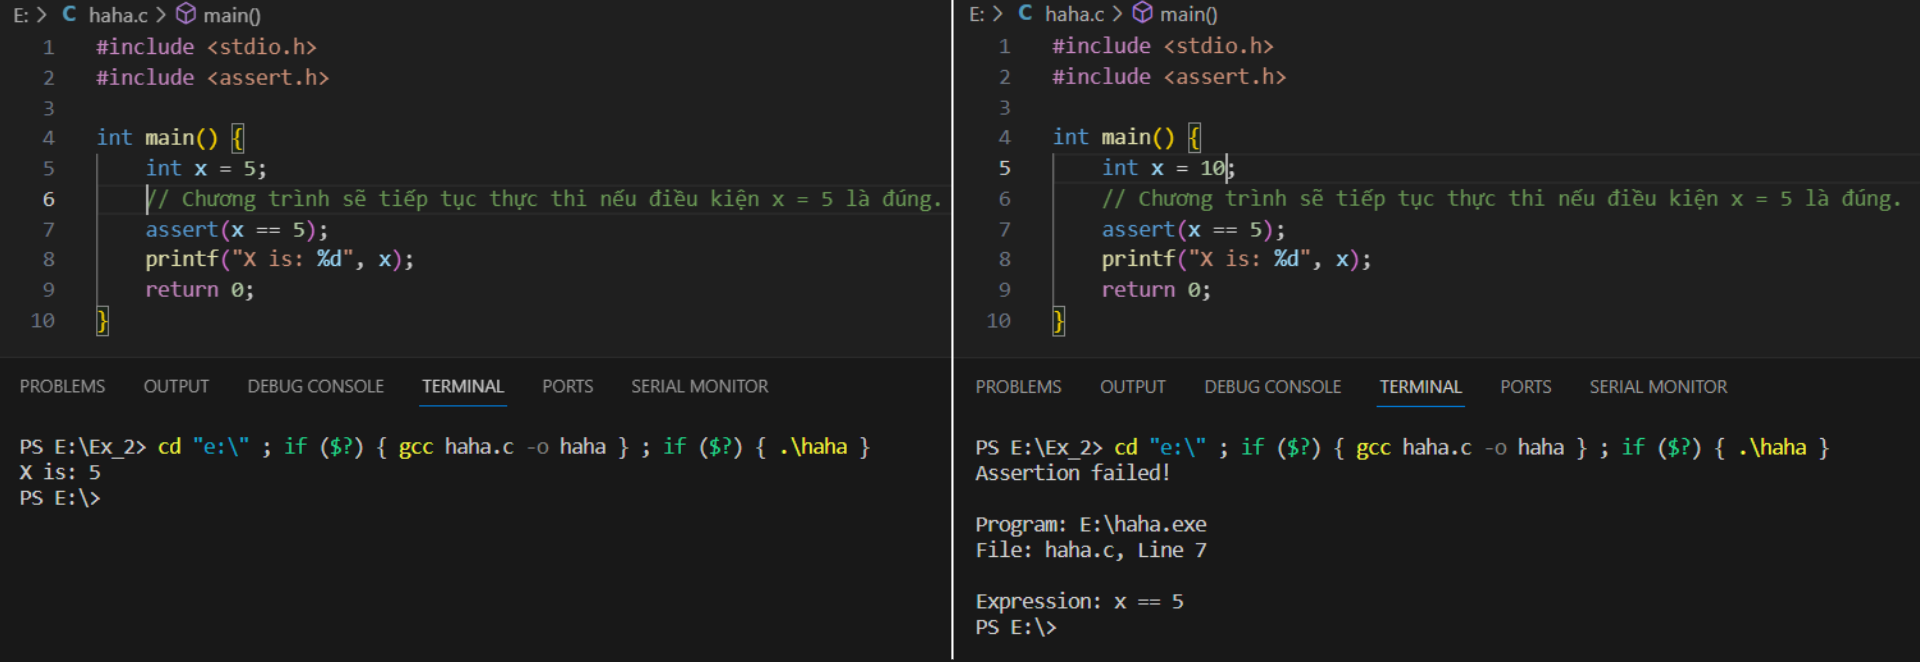 E: > C haha.c > main()
1 #include <stdio.h>
2 #include <assert.h>
3
4 int main() {
5 int x = 5;
6 // Chương trình sẽ tiếp tục thực thi nếu điều kiện x = 5 là đúng.
7 assert(x == 5);
8 printf("X is: %d", x);
9 return 0;
10 }
PROBLEMS OUTPUT DEBUG CONSOLE TERMINAL PORTS SERIAL MONITOR
PS E:\Ex_2> cd "e:\" ; if ($?) { gcc haha.c -o haha } ; if ($?) { .\haha }
X is: 5
PS E:\>
E: > C haha.c > main()
1 #include <stdio.h>
2 #include <assert.h>
3
4 int main() {
5 int x = 10;
6 // Chương trình sẽ tiếp tục thực thi nếu điều kiện x = 5 là đúng.
7 assert(x == 5);
8 printf("X is: %d", x);
9 return 0;
10 }
PROBLEMS OUTPUT DEBUG CONSOLE TERMINAL PORTS SERIAL MONITOR
PS E:\Ex_2> cd "e:\" ; if ($?) { gcc haha.c -o haha } ; if ($?) { .\haha }
Assertion failed!
Program: E:\haha.exe
File: haha.c, Line 7
Expression: x == 5
PS E:\>